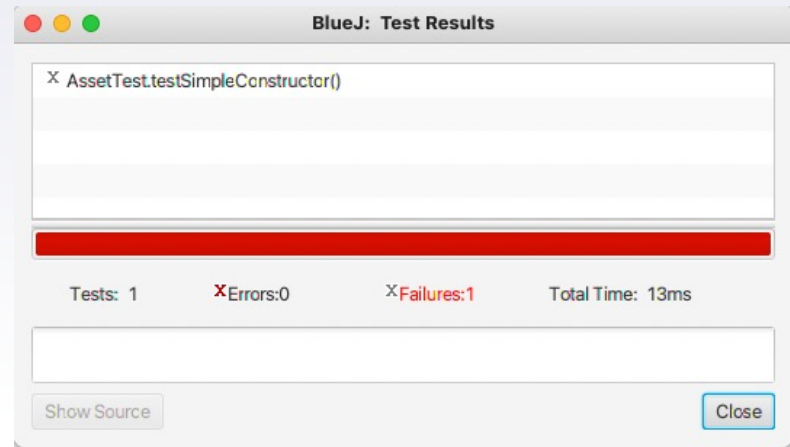 BlueJ: Test Results
X AssetTest.testSimpleConstructor()
Tests: 1 XErrors:0 XFailures:1 Total Time: 13ms
Show Source Close